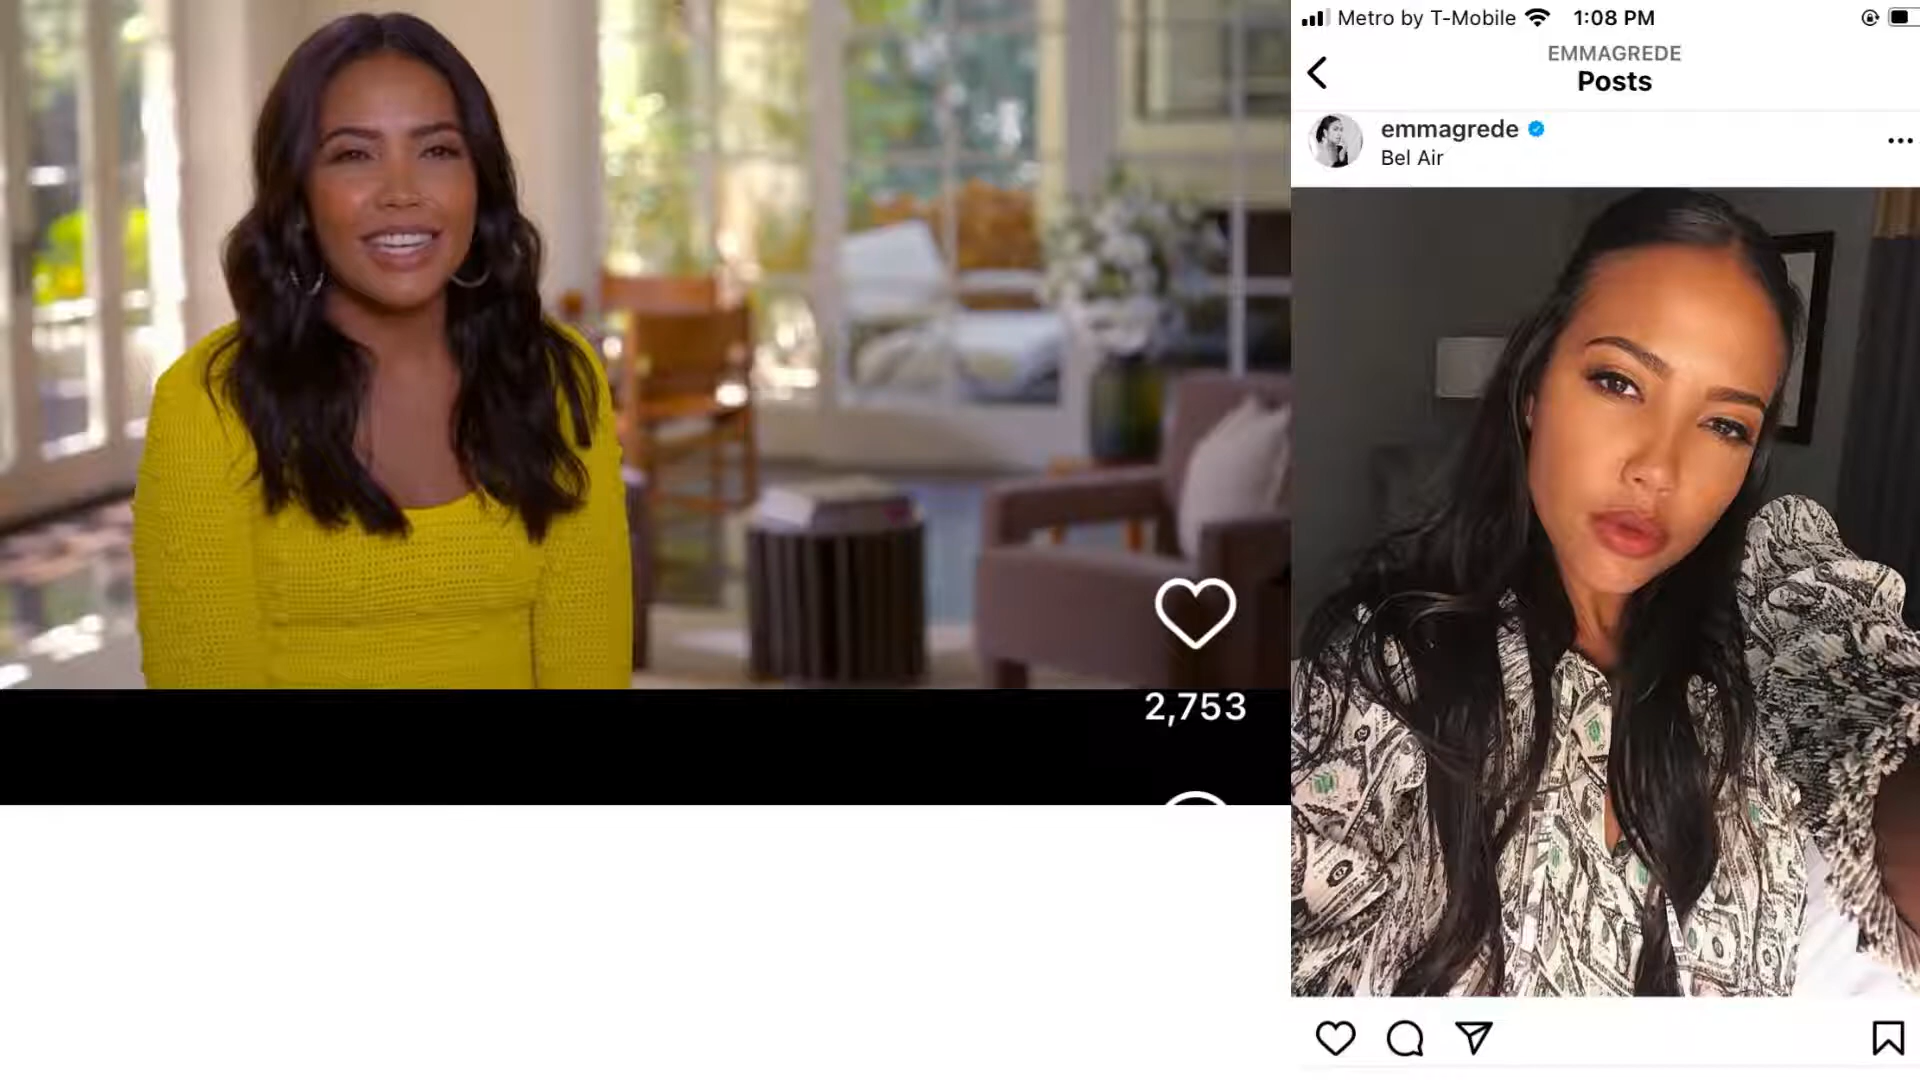 2,753
Metro by T-Mobile 1:08 PM
EMMAGREDE
Posts
emmagrede
Bel Air